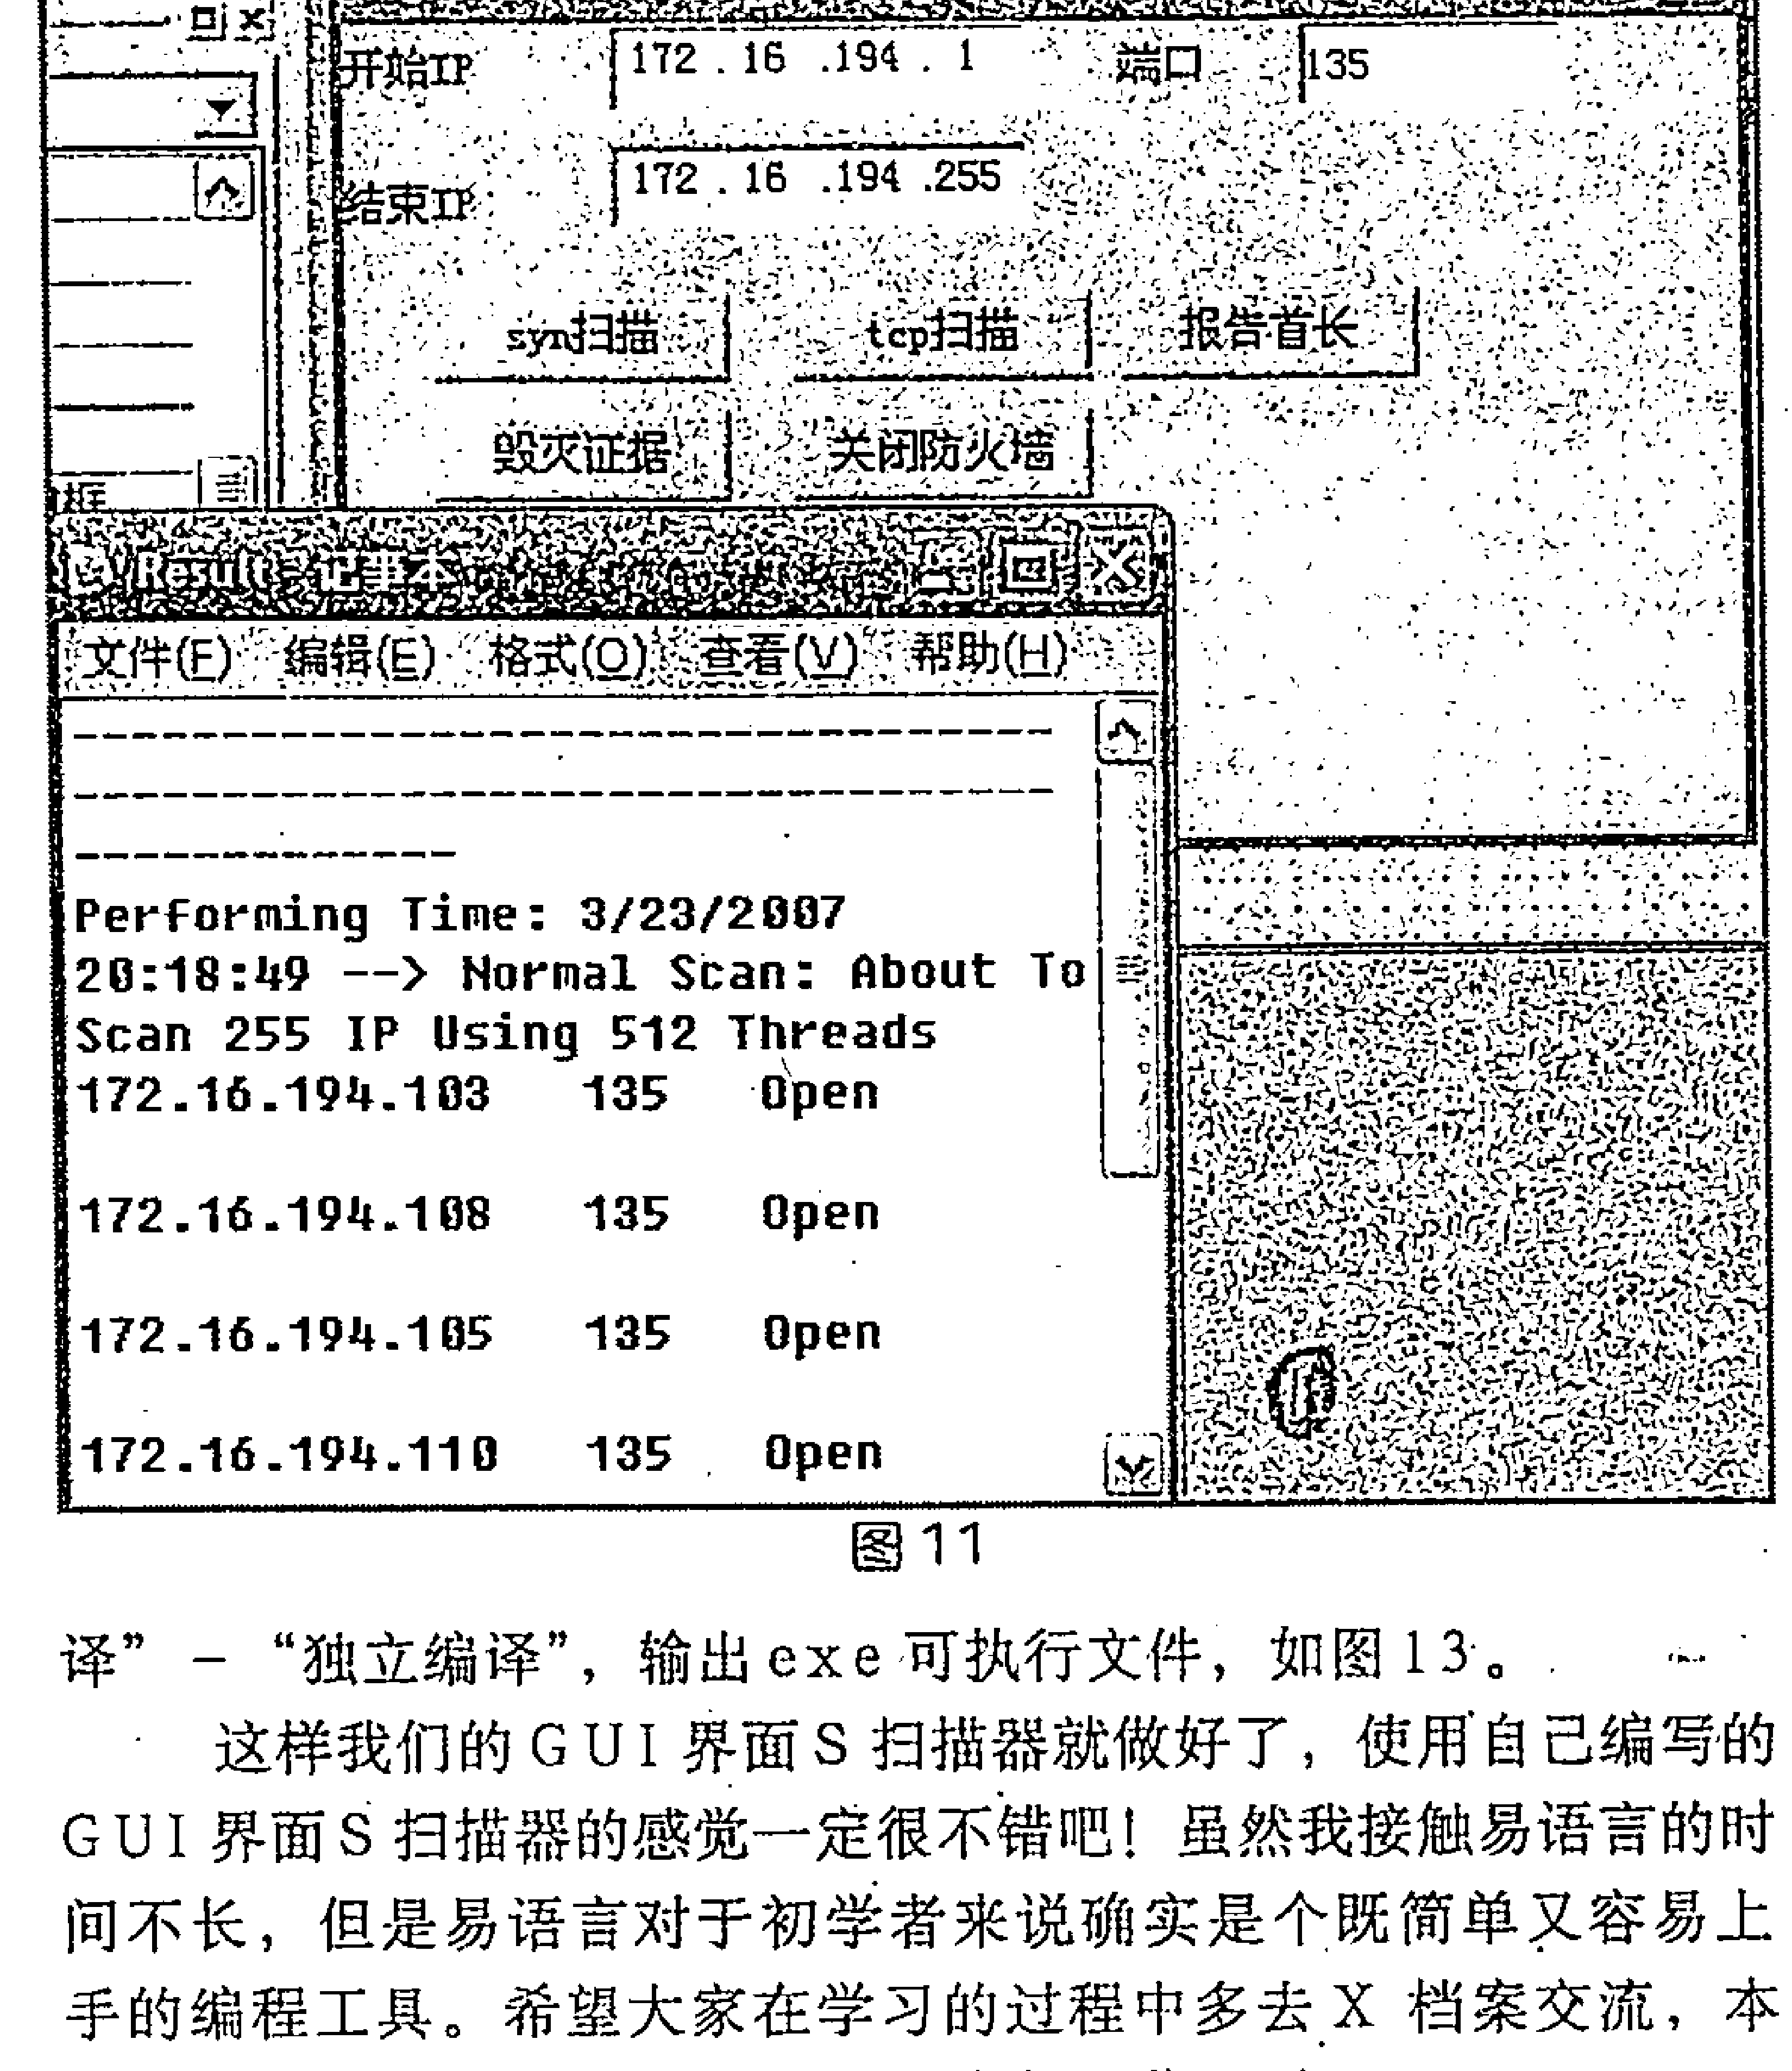 开始IP 172 . 16 .194 . 1 端口 135
结束IP 172 . 16 .194 .255
syn扫描 tcp扫描 报告首长
毁灭证据 关闭防火墙
框
Result - 记事本
文件(F) 编辑(E) 格式(O) 查看(V) 帮助(H)
----------------------------------
----------------------------------
-------------
Performing Time: 3/23/2007
20:18:49 --> Normal Scan: About To
Scan 255 IP Using 512 Threads
172.16.194.103 135 Open
172.16.194.108 135 Open
172.16.194.105 135 Open
172.16.194.110 135 Open
图11
译”－“独立编译”，输出exe可执行文件，如图13。
这样我们的GUI界面S扫描器就做好了，使用自己编写的
GUI界面S扫描器的感觉一定很不错吧！虽然我接触易语言的时
间不长，但是易语言对于初学者来说确实是个既简单又容易上
手的编程工具。希望大家在学习的过程中多去X档案交流，本